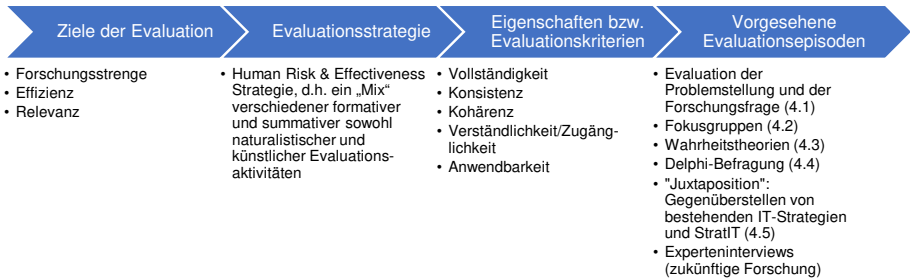 Ziele der Evaluation
Evaluationsstrategie
Eigenschaften bzw.
Evaluationskriterien
Vorgesehene
Evaluationsepisoden
• Forschungsstrenge
• Effizienz
• Relevanz
• Human Risk & Effectiveness
Strategie, d.h. ein „Mix“
verschiedener formativer
und summativer sowohl
naturalistischer und
künstlicher Evaluations-
aktivitäten
• Vollständigkeit
• Konsistenz
• Kohärenz
• Verständlichkeit/Zugäng-
lichkeit
• Anwendbarkeit
• Evaluation der
Problemstellung und der
Forschungsfrage (4.1)
• Fokusgruppen (4.2)
• Wahrheitstheorien (4.3)
• Delphi-Befragung (4.4)
• "Juxtaposition":
Gegenüberstellen von
bestehenden IT-Strategien
und StratIT (4.5)
• Experteninterviews
(zukünftige Forschung)